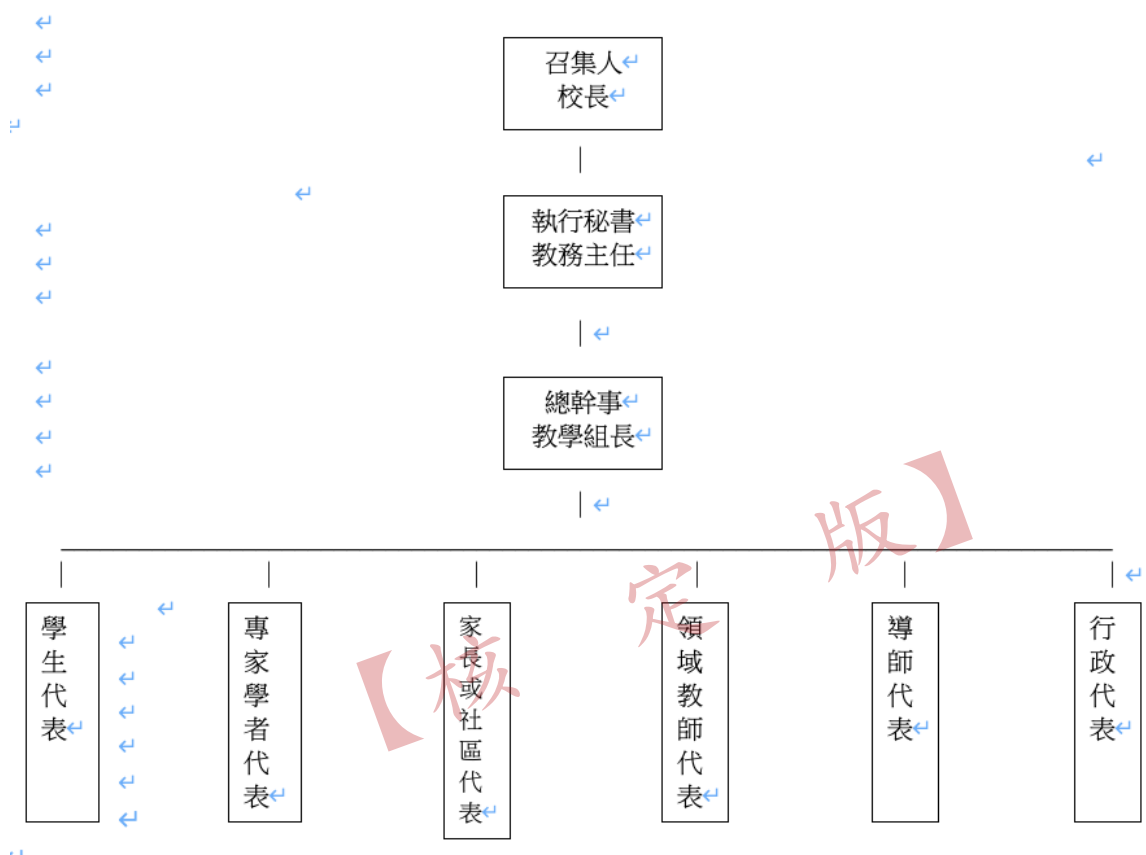 召集人
校長
執行秘書
教務主任
總幹事
教學組長
學生代表
專家學者代表
家長或社區代表
領域教師代表
導師代表
行政代表
【核定版】